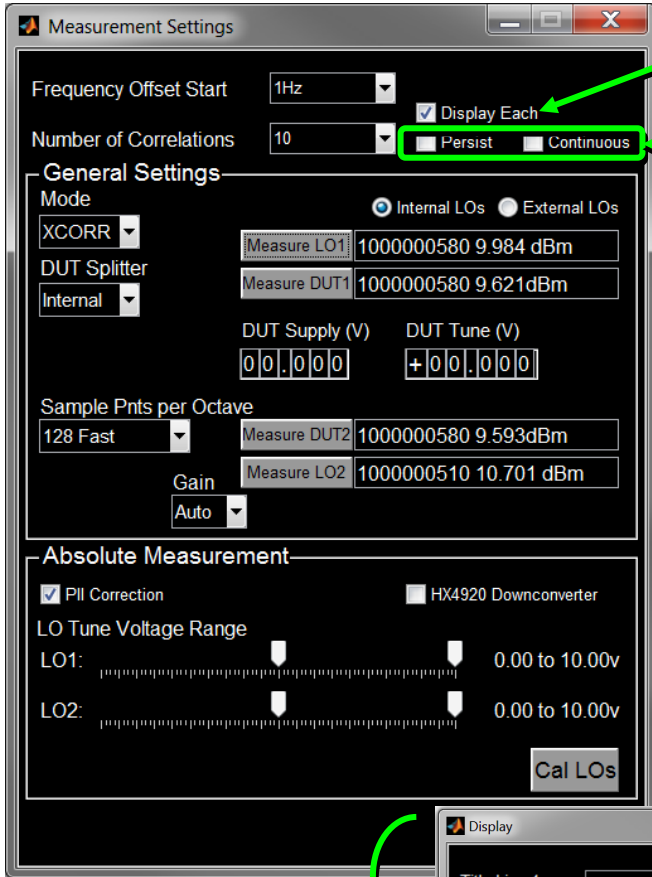 Measurement Settings
Frequency Offset Start 1Hz
Display Each
Number of Correlations 10
Persist Continuous
General Settings
Mode
Internal LOs External LOs
XCORR
Measure LO1 1000000580 9.984 dBm
DUT Splitter
Measure DUT1 1000000580 9.621dBm
Internal
DUT Supply (V) DUT Tune (V)
00.000 +00.000
Sample Pnts per Octave
128 Fast Measure DUT2 1000000580 9.593dBm
Measure LO2 1000000510 10.701 dBm
Gain
Auto
Absolute Measurement
Pll Correction HX4920 Downconverter
LO Tune Voltage Range
LO1: 0.00 to 10.00v
LO2: 0.00 to 10.00v
Cal LOs
Display